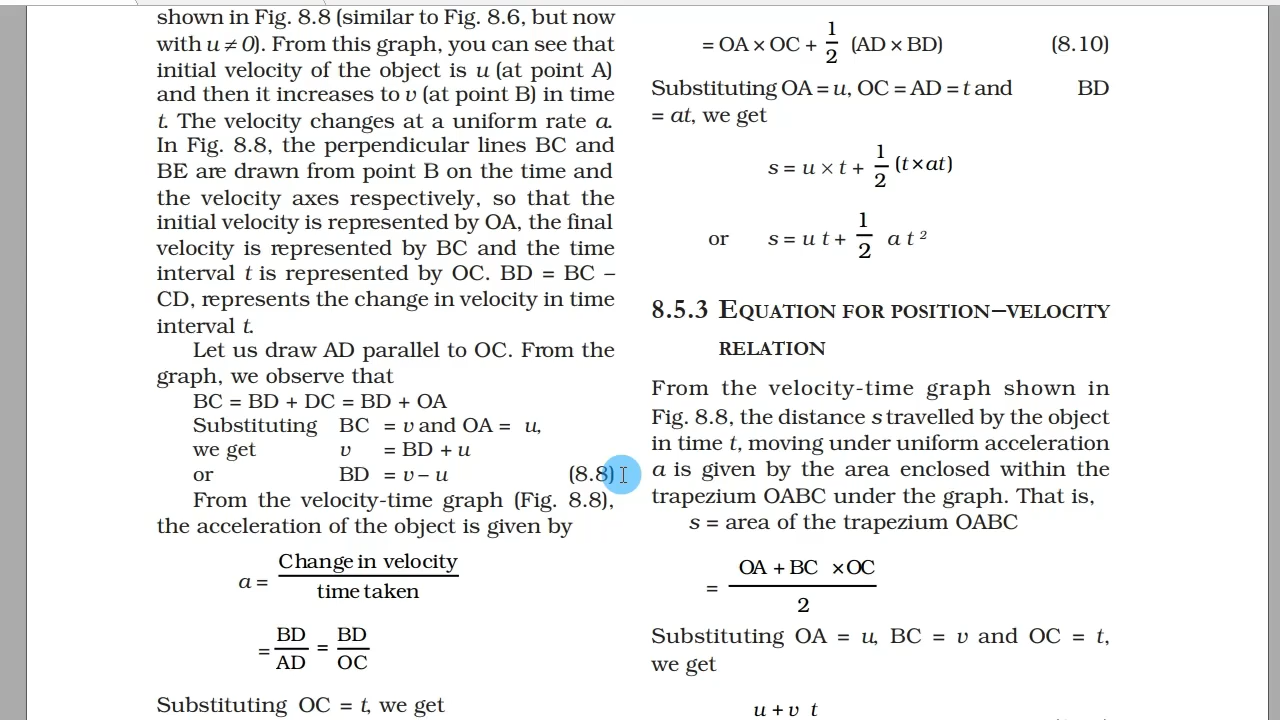 shown in Fig. 8.8 (similar to Fig. 8.6, but now
with u ≠ 0). From this graph, you can see that
initial velocity of the object is u (at point A)
and then it increases to v (at point B) in time
t. The velocity changes at a uniform rate a.
In Fig. 8.8, the perpendicular lines BC and
BE are drawn from point B on the time and
the velocity axes respectively, so that the
initial velocity is represented by OA, the final
velocity is represented by BC and the time
interval t is represented by OC. BD = BC –
CD, represents the change in velocity in time
interval t.
Let us draw AD parallel to OC. From the
graph, we observe that
BC = BD + DC = BD + OA
Substituting BC = v and OA = u,
we get v = BD + u
or BD = v – u (8.8)
From the velocity-time graph (Fig. 8.8),
the acceleration of the object is given by
a = Change in velocity / time taken
= BD / AD = BD / OC
Substituting OC = t, we get
= OA × OC + 1/2 (AD × BD) (8.10)
Substituting OA = u, OC = AD = t and BD
= at, we get
s = u × t + 1/2 (t × at)
or s = u t + 1/2 a t ²
8.5.3 EQUATION FOR POSITION–VELOCITY
RELATION
From the velocity-time graph shown in
Fig. 8.8, the distance s travelled by the object
in time t, moving under uniform acceleration
a is given by the area enclosed within the
trapezium OABC under the graph. That is,
s = area of the trapezium OABC
= OA + BC × OC / 2
Substituting OA = u, BC = v and OC = t,
we get
u + v t